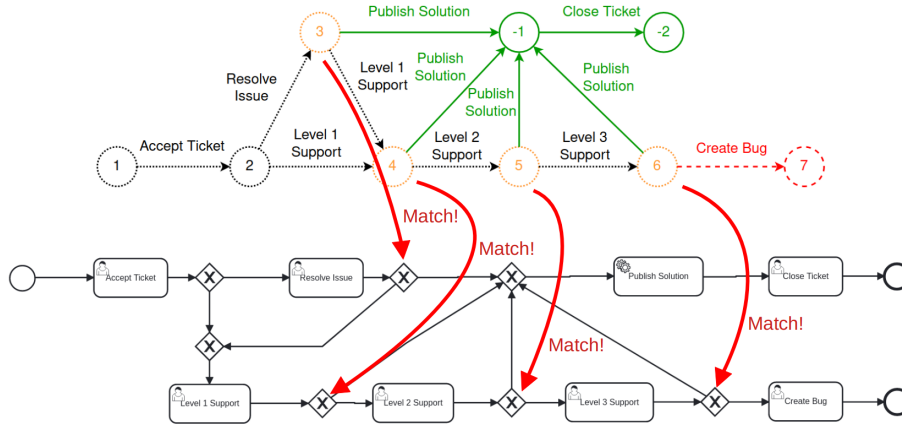 Publish Solution
Close Ticket
3
-1
-2
Resolve
Issue
Level 1
Support
Publish
Solution
Publish
Solution
Publish
Solution
Accept Ticket
Level 1
Support
Level 2
Support
Level 3
Support
Create Bug
1
2
4
5
6
7
Match!
Match!
Match!
Match!
Accept Ticket
X
Resolve Issue
X
X
Publish Solution
Close Ticket
X
Level 1 Support
X
Level 2 Support
X
Level 3 Support
X
Create Bug